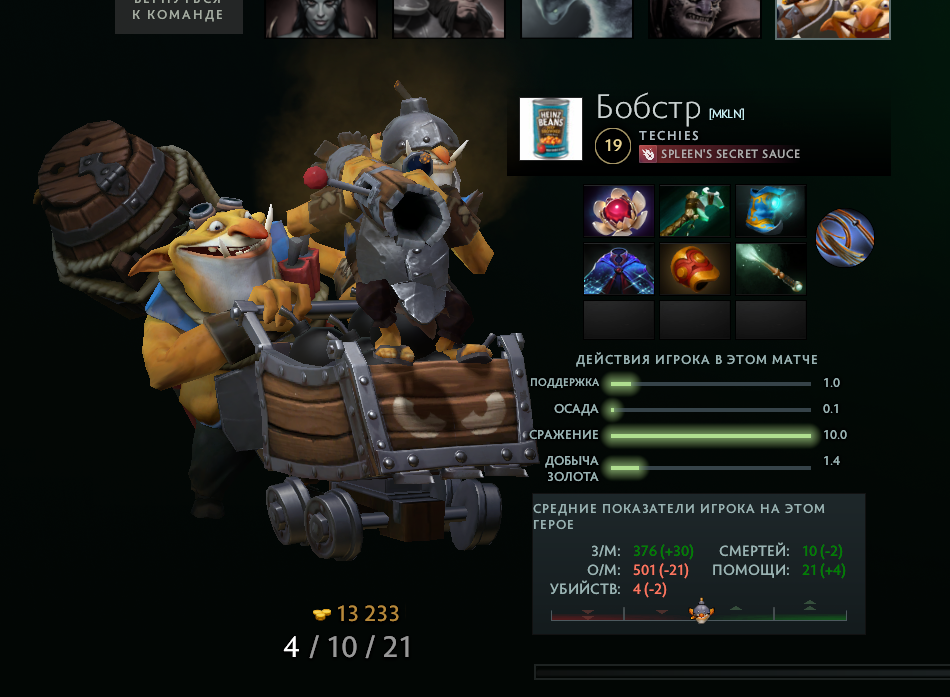 ВЕРНУТЬСЯ
К КОМАНДЕ
HEINZ
BEANS
Бобстр [MKLN]
19
TECHIES
SPLEEN'S SECRET SAUCE
ДЕЙСТВИЯ ИГРОКА В ЭТОМ МАТЧЕ
ПОДДЕРЖКА 1.0
ОСАДА 0.1
СРАЖЕНИЕ 10.0
ДОБЫЧА 1.4
ЗОЛОТА
СРЕДНИЕ ПОКАЗАТЕЛИ ИГРОКА НА ЭТОМ
ГЕРОЕ
З/М: 376 (+30) СМЕРТЕЙ: 10 (-2)
О/М: 501 (-21) ПОМОЩИ: 21 (+4)
УБИЙСТВ: 4 (-2)
13 233
4 / 10 / 21